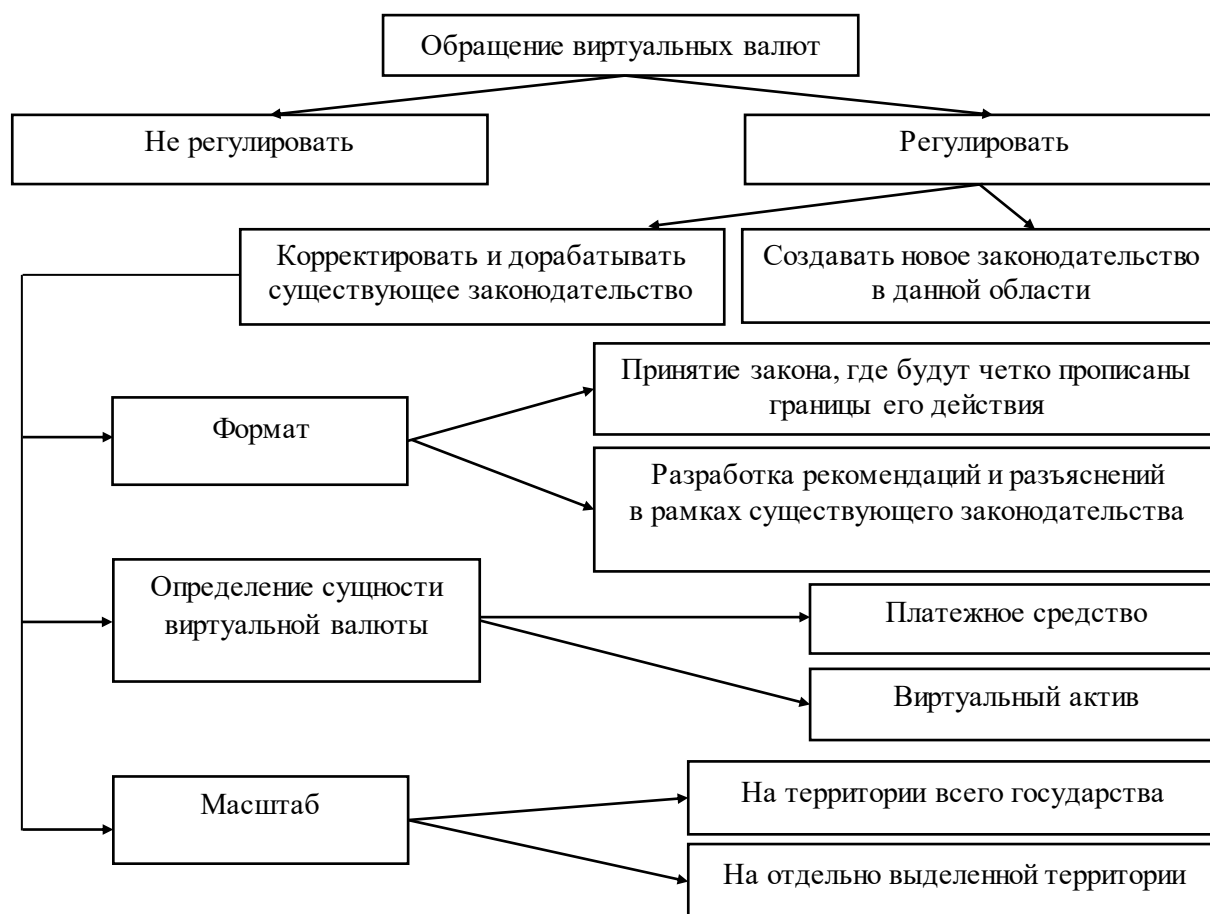 Обращение виртуальных валют
Не регулировать
Регулировать
Корректировать и дорабатывать
существующее законодательство
Создавать новое законодательство
в данной области
Принятие закона, где будут четко прописаны
границы его действия
Формат
Разработка рекомендаций и разъяснений
в рамках существующего законодательства
Определение сущности
виртуальной валюты
Платежное средство
Виртуальный актив
Масштаб
На территории всего государства
На отдельно выделенной территории